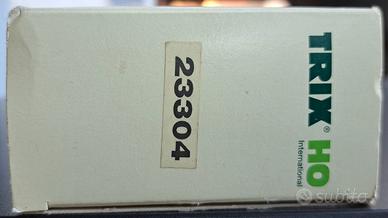 TRIX® HO
International
23304
subito